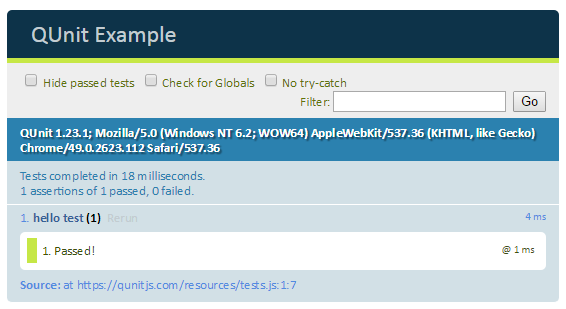 QUnit Example
Hide passed tests Check for Globals No try-catch
Filter: Go
QUnit 1.23.1; Mozilla/5.0 (Windows NT 6.2; WOW64) AppleWebKit/537.36 (KHTML, like Gecko)
Chrome/49.0.2623.112 Safari/537.36
Tests completed in 18 milliseconds.
1 assertions of 1 passed, 0 failed.
1. hello test (1) Rerun 4 ms
1. Passed! @ 1 ms
Source: at https://qunitjs.com/resources/tests.js:1:7